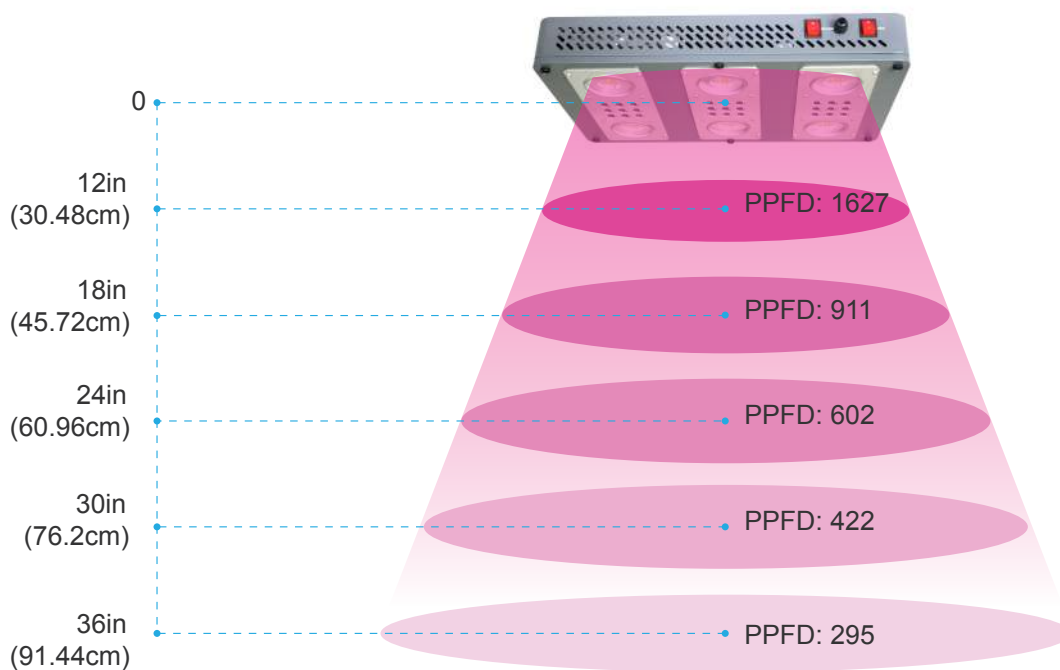 0
12in
(30.48cm)
PPFD: 1627
18in
(45.72cm)
PPFD: 911
24in
(60.96cm)
PPFD: 602
30in
(76.2cm)
PPFD: 422
36in
(91.44cm)
PPFD: 295